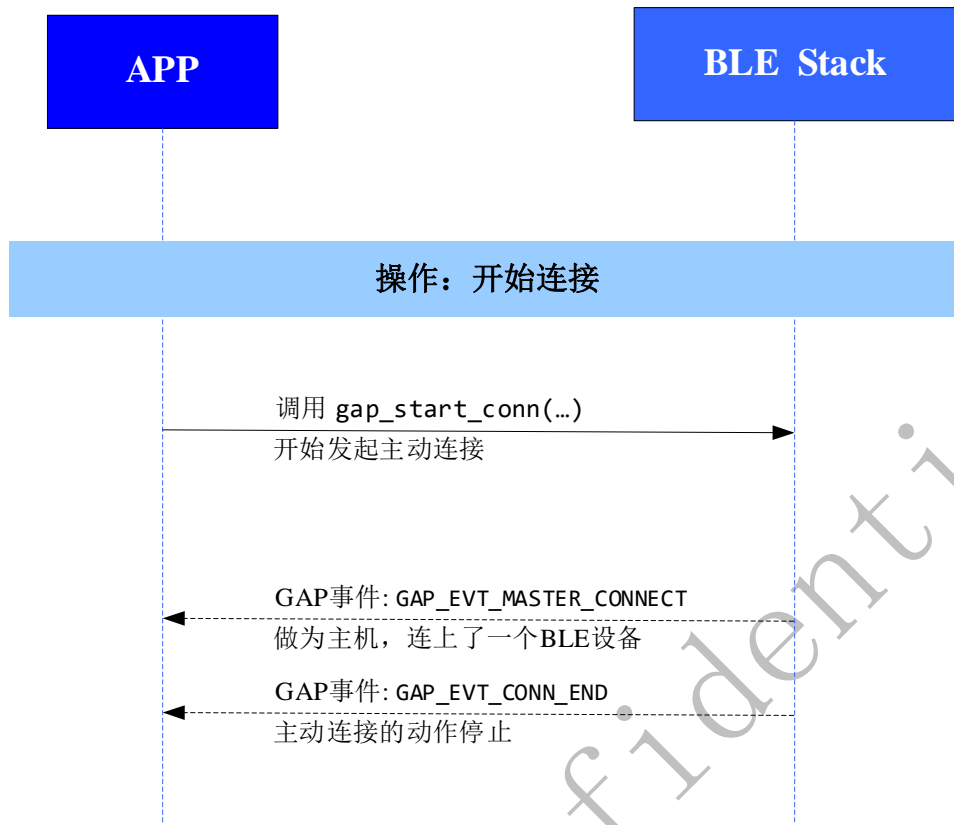 APP
BLE Stack
操作：开始连接
调用 gap_start_conn(…)
开始发起主动连接
GAP事件: GAP_EVT_MASTER_CONNECT
做为主机，连上了一个BLE设备
GAP事件: GAP_EVT_CONN_END
主动连接的动作停止
fidenti